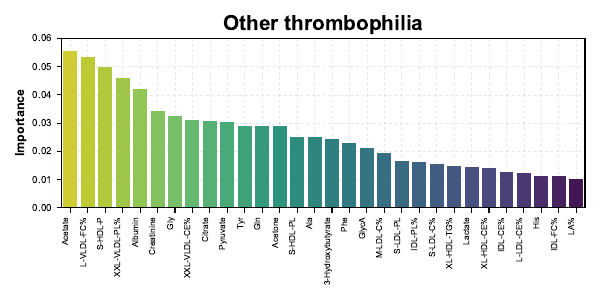 Other thrombophilia
Importance
0.06
0.05
0.04
0.03
0.02
0.01
0.00
Acetate
L-VLDL-FC%
S-HDL-P
XXL-VLDL-PL%
Albumin
Creatinine
Gly
XXL-VLDL-CE%
Citrate
Pyruvate
Tyr
Gln
Acetone
S-HDL-PL
Ala
3-Hydroxybutyrate
Phe
GlycA
M-LDL-C%
S-LDL-PL
IDL-PL%
S-LDL-C%
XL-HDL-TG%
Lactate
XL-HDL-CE%
IDL-CE%
L-LDL-CE%
His
IDL-FC%
LA%